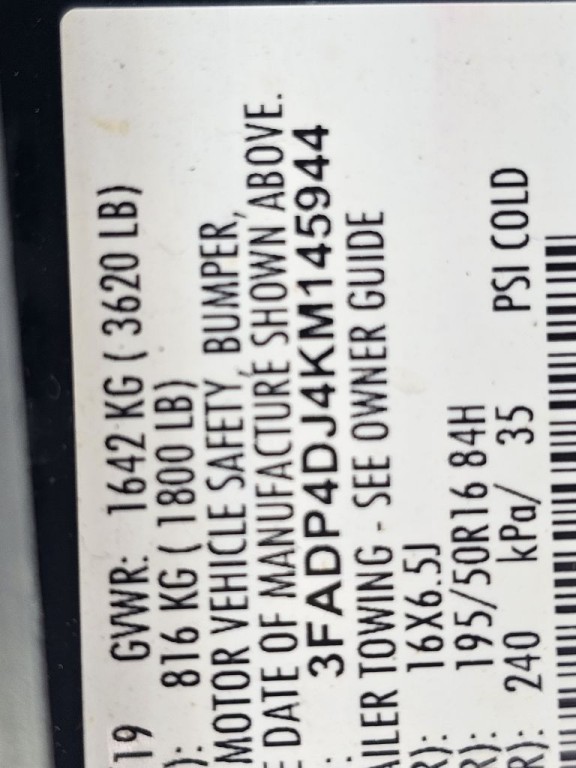 19 GVWR: 1642 KG ( 3620 LB)
): 816 KG ( 1800 LB)
MOTOR VEHICLE SAFETY, BUMPER,
DATE OF MANUFACTURE SHOWN ABOVE.
: 3FADP4DJ4KM145944
AILER TOWING - SEE OWNER GUIDE
R): 16X6.5J
R): 195/50R16 84H
R): 240 kPa/ 35 PSI COLD